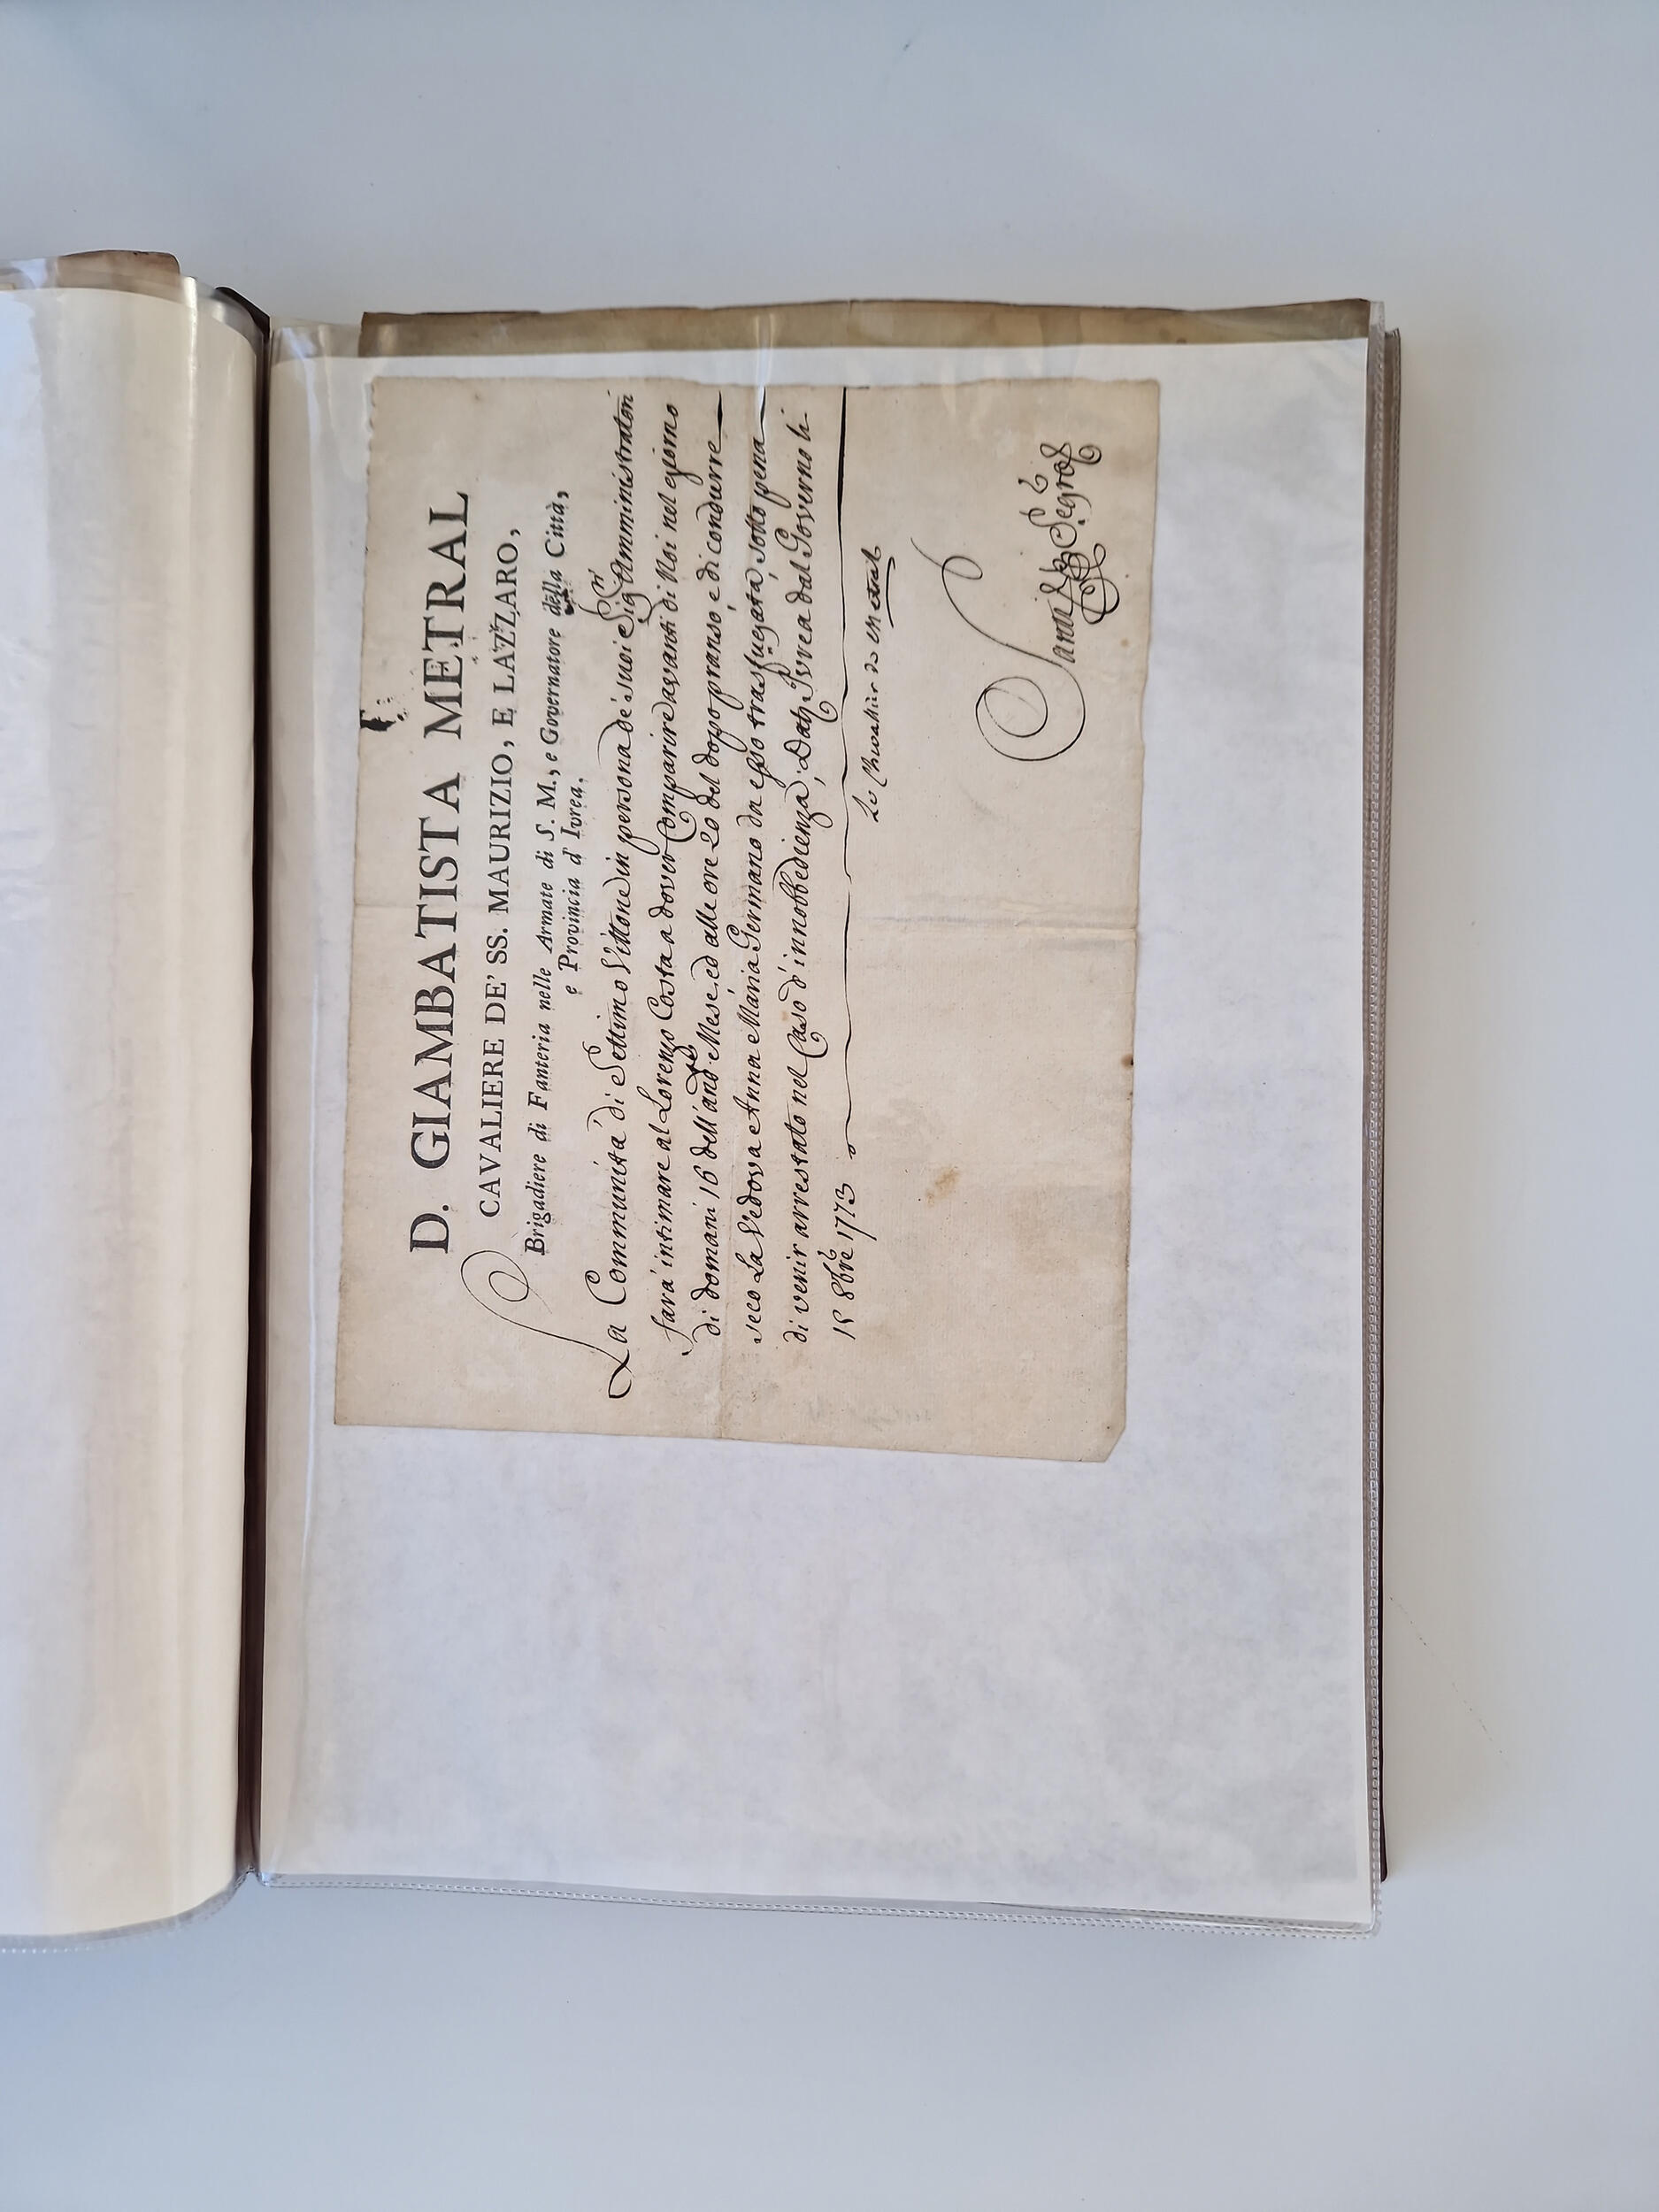 D. GIAMBATISTA METRAL
CAVALIERE DE' SS. MAURIZIO, E LAZZARO,
Brigadiere di Fanteria nelle Armate di S. M., e Governatore della Città,
e Provincia d' Ivrea.
La Communità di Settimo Vittone in persona de suoi Sig.ri Amministratori
farà intimare al Lorenzo Costa a dover Comparire avanti di Noi nel giorno
di domani 16 dell'and.te Mese, ed alle ore 20 del doppo pranso, e di condurre
seco La Vedova Anna Maria Germano da esso trasfugata, sotto pena
di venir arrestato nel Caso d'innobbedienza; Dat. Ivrea dal Governo li
15 8bre 1773
Le Chevallier de Metral
Segro